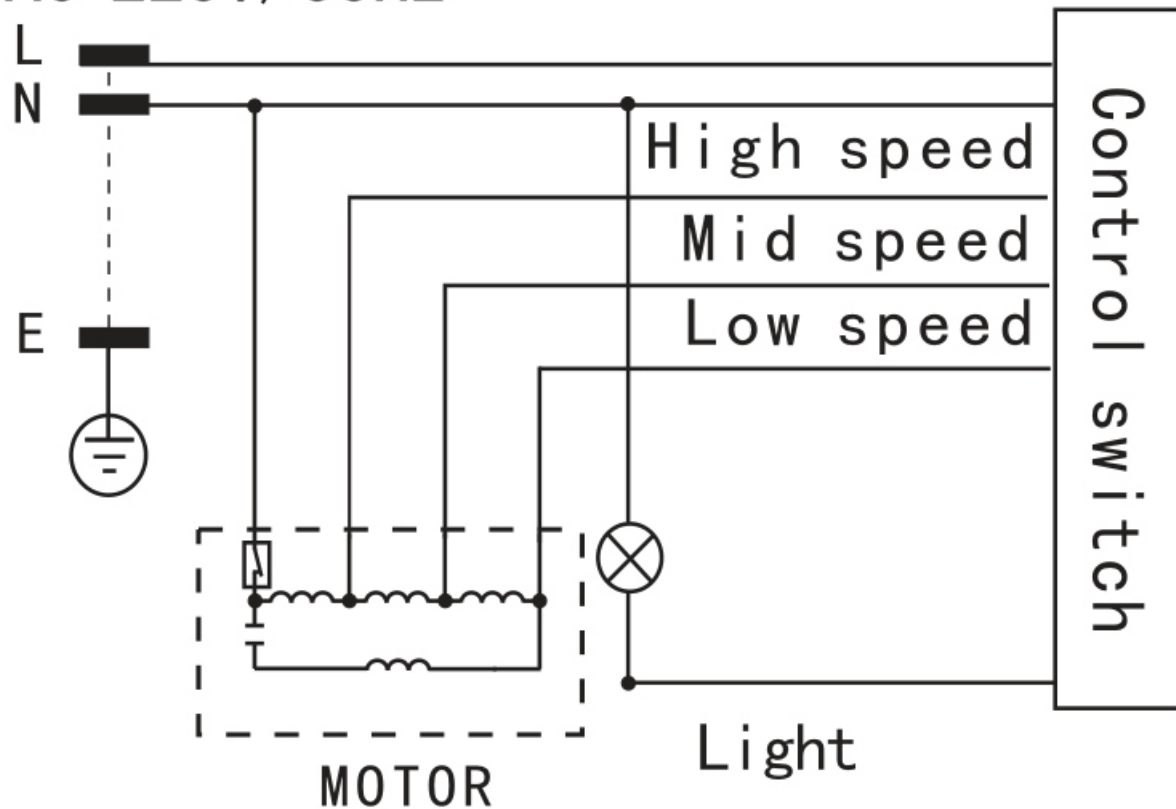 L
N
High speed
Mid speed
Low speed
E
Control switch
Light
MOTOR